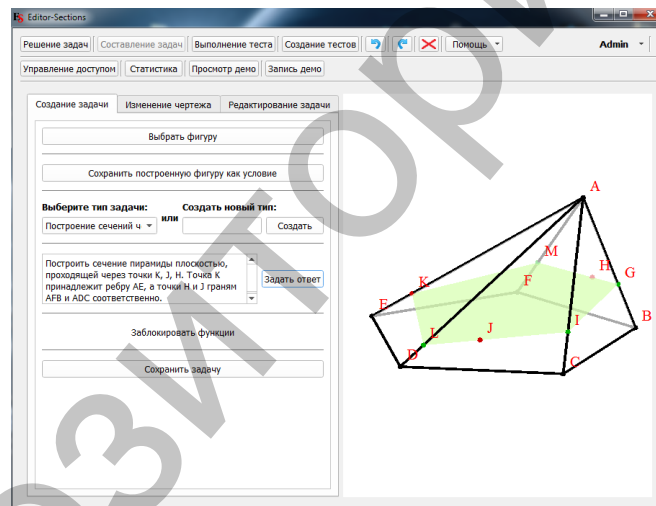 Editor-Sections
Решение задач Составление задач Выполнение теста Создание тестов Помощь Admin
Управление доступом Статистика Просмотр демо Запись демо
Создание задачи Изменение чертежа Редактирование задачи
Выбрать фигуру
Сохранить построенную фигуру как условие
Выберите тип задачи: или Создать новый тип:
Построение сечений ч Создать
Построить сечение пирамиды плоскостью,
проходящей через точки K, J, H. Точка K
принадлежит ребру AE, а точки H и J граням
AFB и ADC соответственно.
Задать ответ
Заблокировать функции
Сохранить задачу
A
M
H
G
K
F
E
B
I
L
J
D
C